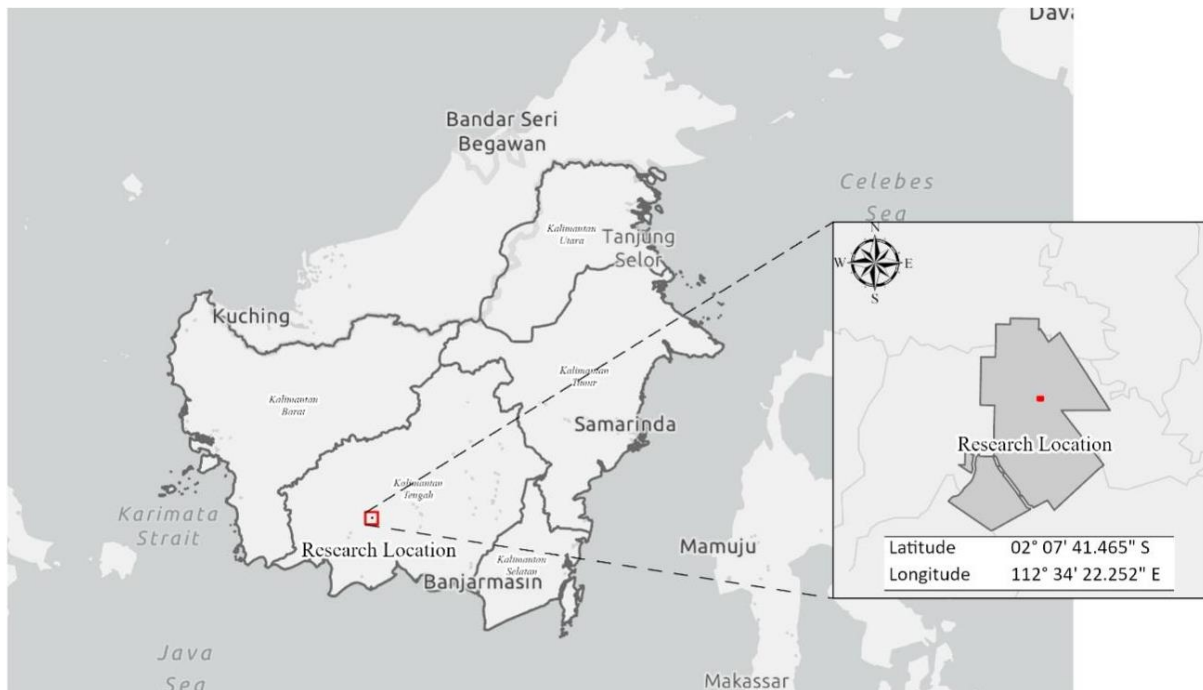 Dava
Bandar Seri
Begawan
Celebes
Sea
Kalimantan
Utara
Tanjung
Selor
N
W
E
S
Kuching
Kalimantan
Timur
Kalimantan
Barat
Samarinda
Research Location
Kalimantan
Tengah
Karimata
Strait
Research Location
Mamuju
Kalimantan
Selatan
Banjarmasin
Latitude 02° 07' 41.465" S
Longitude 112° 34' 22.252" E
Java
Sea
Makassar